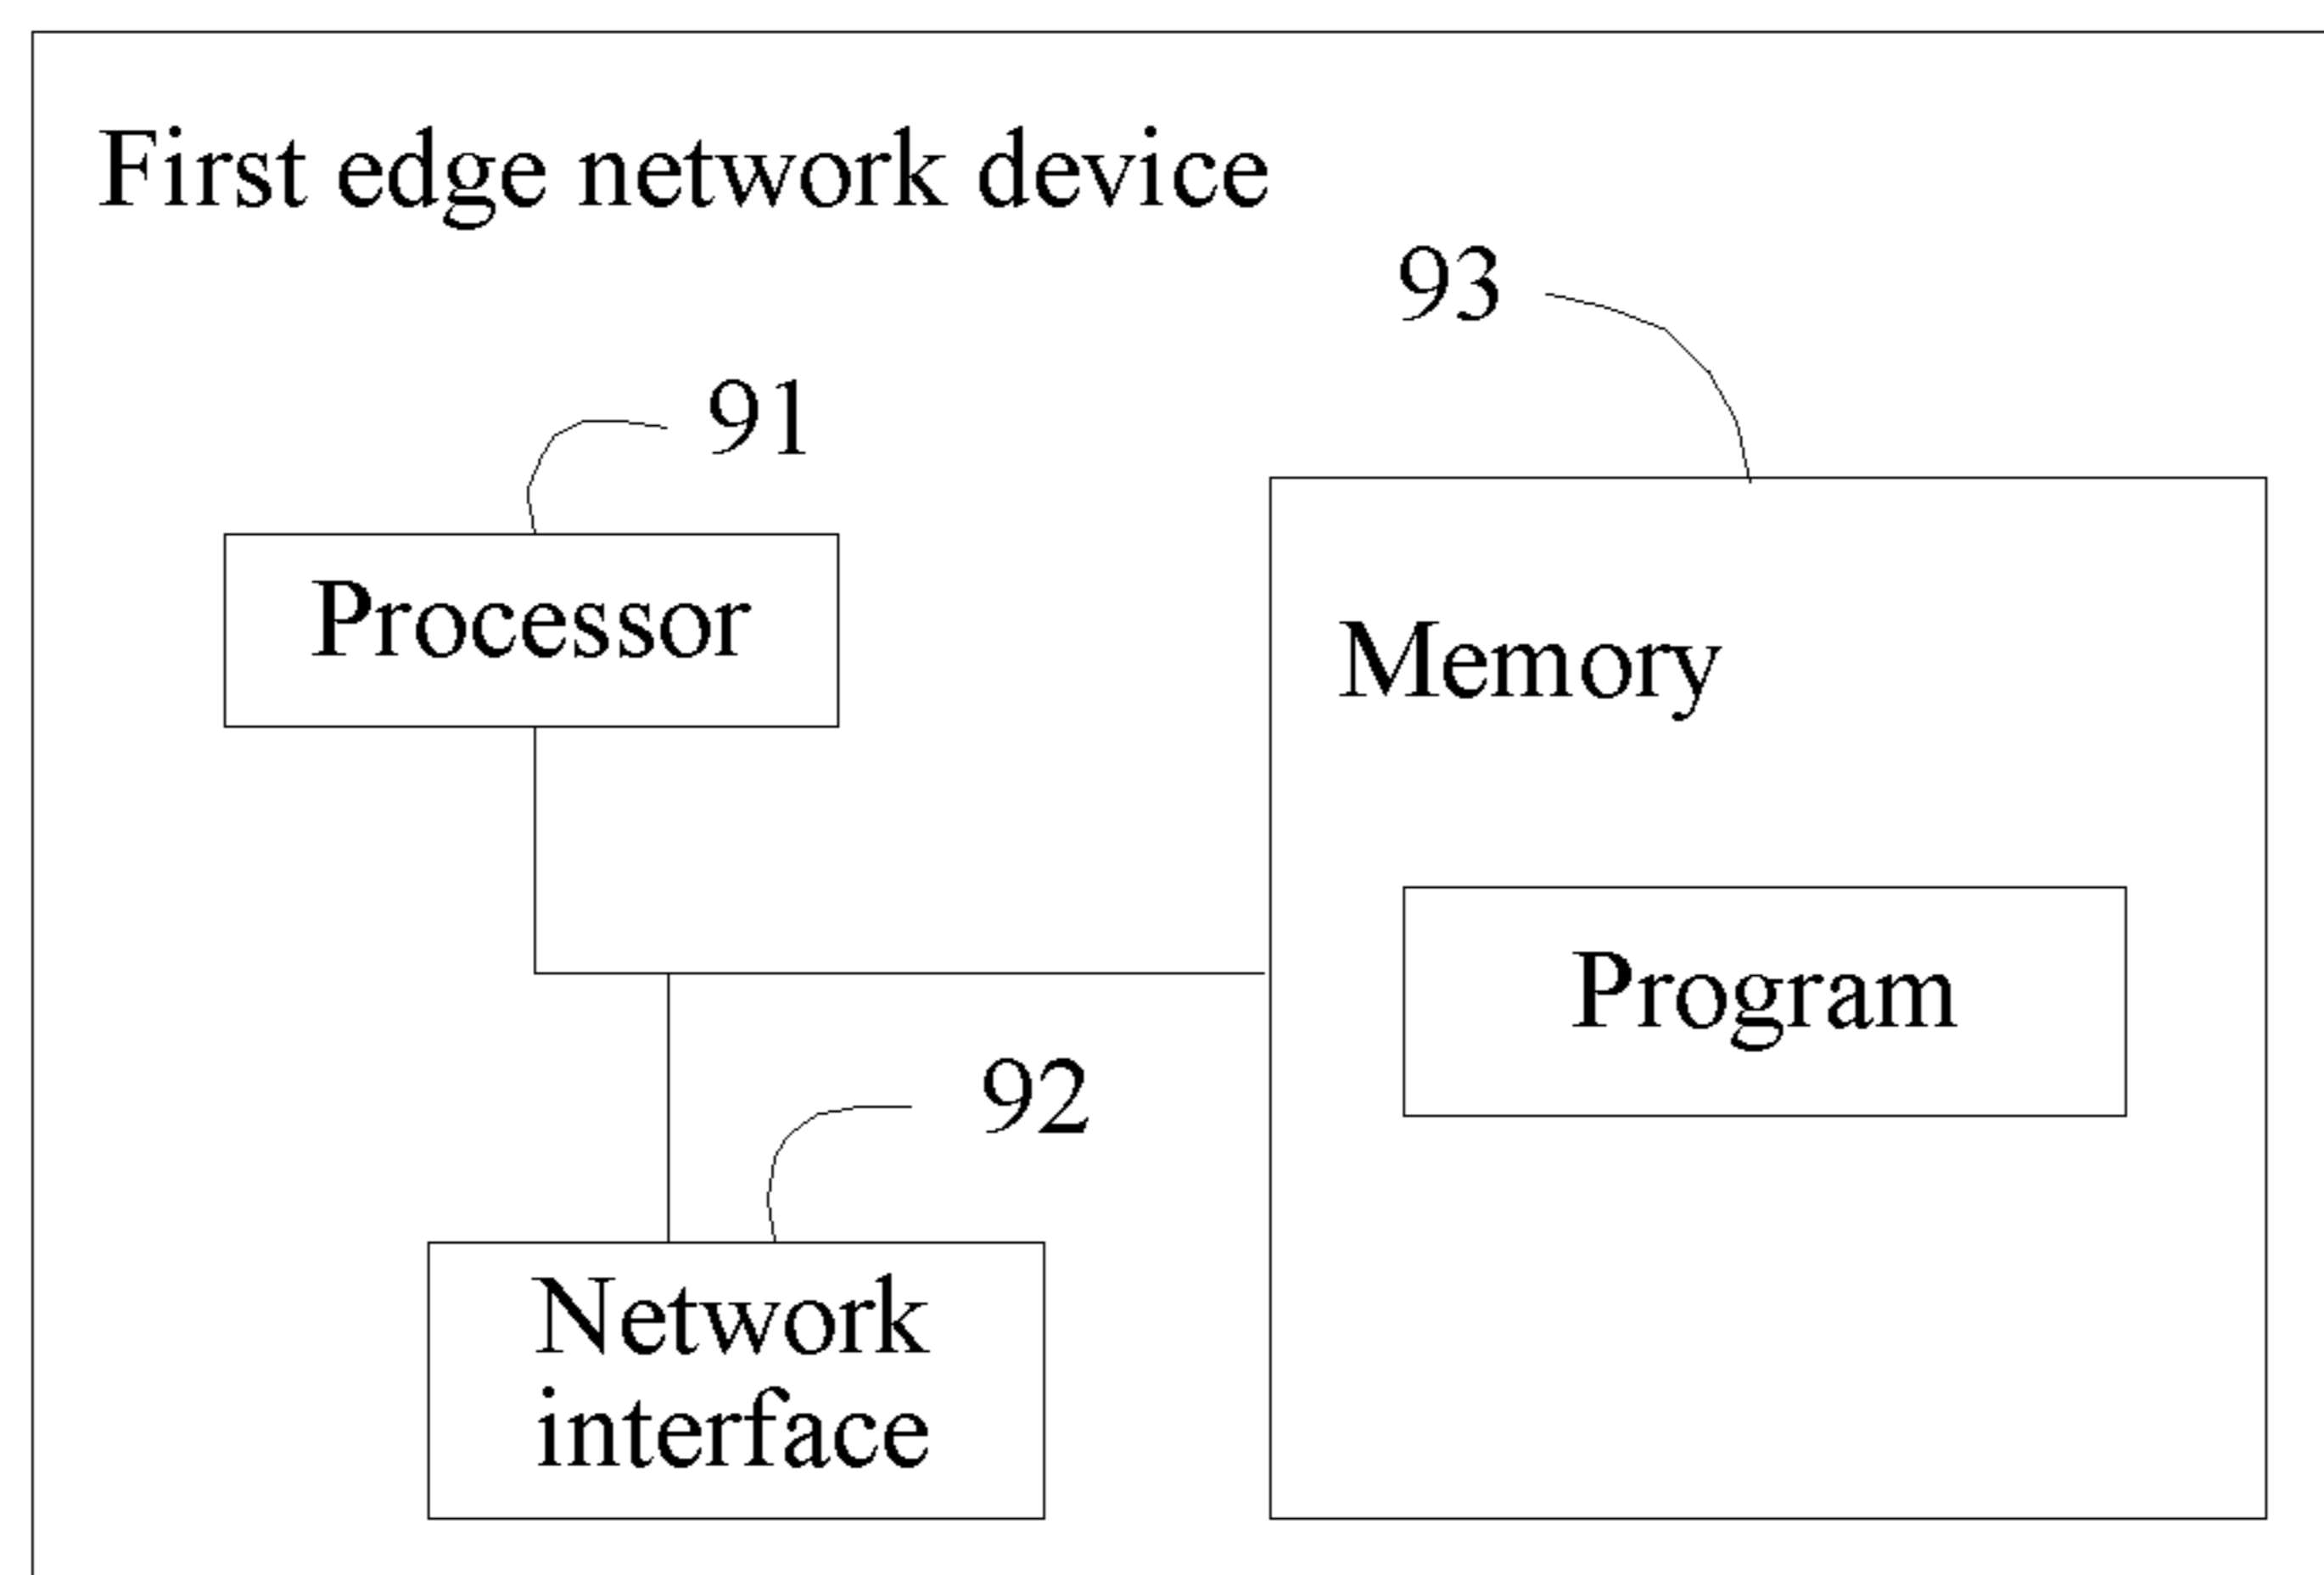 First edge network device
93
91
Processor
Memory
Program
92
Network
interface